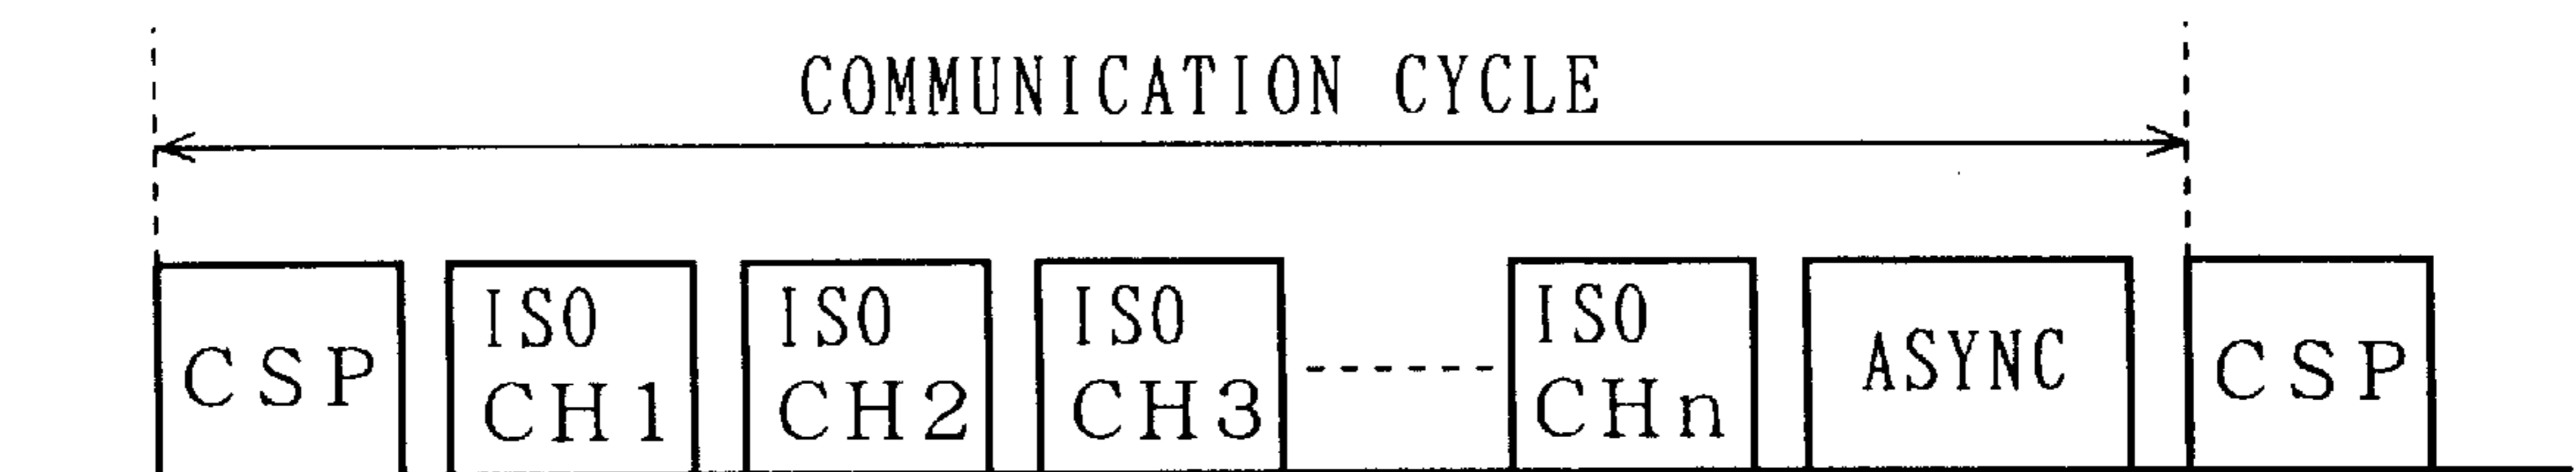 COMMUNICATION CYCLE
CSP
ISO
CH1
ISO
CH2
ISO
CH3
ISO
CHn
ASYNC
CSP